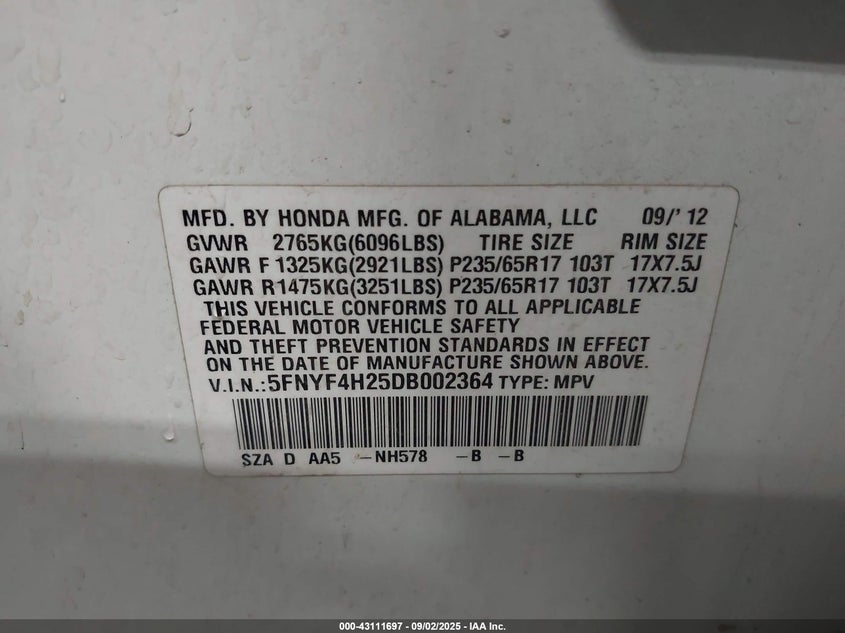 MFD. BY HONDA MFG. OF ALABAMA, LLC 09/'12
GVWR 2765KG(6096LBS) TIRE SIZE RIM SIZE
GAWR F 1325KG(2921LBS) P235/65R17 103T 17X7.5J
GAWR R1475KG(3251LBS) P235/65R17 103T 17X7.5J
THIS VEHICLE CONFORMS TO ALL APPLICABLE
FEDERAL MOTOR VEHICLE SAFETY
AND THEFT PREVENTION STANDARDS IN EFFECT
ON THE DATE OF MANUFACTURE SHOWN ABOVE.
V.I.N.:5FNYF4H25DB002364 TYPE: MPV
SZA D AA5 -NH578 -B -B
000-43111697 - 09/02/2025 - IAA Inc.